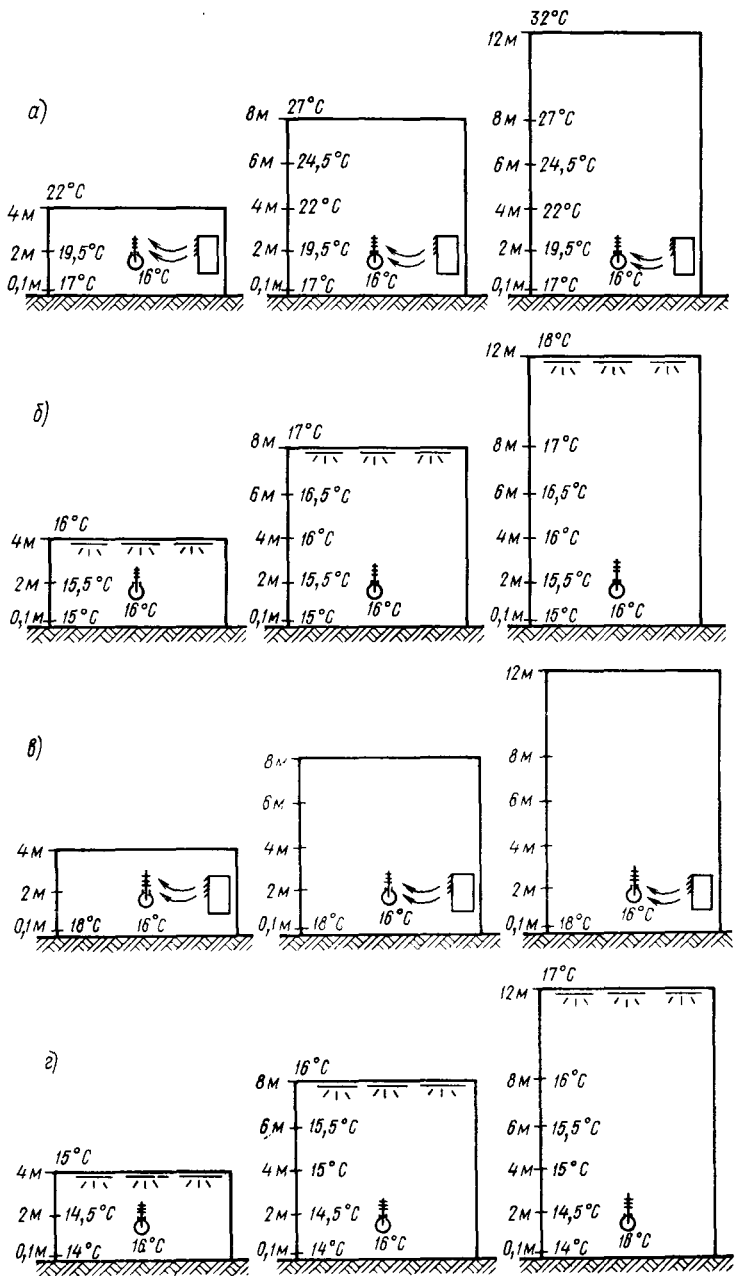 а)
22°С
4м
2м 19,5°С
0,1м 17°С
16°С
27°С
8м
6м 24,5°С
4м 22°С
2м 19,5°С
0,1м 17°С
16°С
32°С
12м
8м 27°С
6м 24,5°С
4м 22°С
2м 19,5°С
0,1м 17°С
16°С
б)
16°С
4м
2м 15,5°С
0,1м 15°С
16°С
17°С
8м
6м 16,5°С
4м 16°С
2м 15,5°С
0,1м 15°С
16°С
18°С
12м
8м 17°С
6м 16,5°С
4м 16°С
2м 15,5°С
0,1м 15°С
16°С
в)
4м
2м
0,1м 18°С
16°С
8м
6м
4м
2м
0,1м 18°С
16°С
12м
8м
6м
4м
2м
0,1м 18°С
16°С
г)
15°С
4м
2м 14,5°С
0,1м 14°С
16°С
16°С
8м
6м 15,5°С
4м 15°С
2м 14,5°С
0,1м 14°С
16°С
17°С
12м
8м 16°С
6м 15,5°С
4м 15°С
2м 14,5°С
0,1м 14°С
18°С